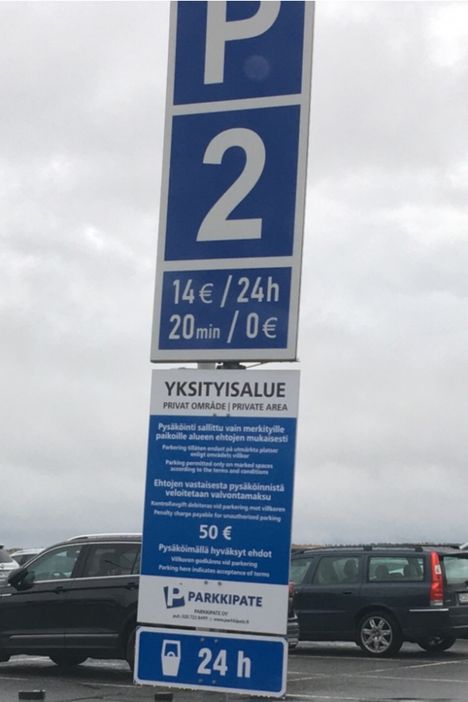 P
2
14€/24h
20min/0€
YKSITYISALUE
PRIVAT OMRÅDE | PRIVATE AREA
Pysäköinti sallittu vain merkityille
paikoille alueen ehtojen mukaisesti
Parkering tillåten endast på utmärkta platser
enligt områdets villkor
Parking permitted only on marked spaces
according to the terms and conditions
Ehtojen vastaisesta pysäköinnistä
veloitetaan valvontamaksu
Kontrollavgift debiteras vid parkering mot villkoren
Penalty charge payable for unauthorized parking
50 €
Pysäköimällä hyväksyt ehdot
Villkoren godkänns vid parkering
Parking here indicates acceptance of terms
P PARKKIPATE
PARKKIPATE OY
www.parkkipate.fi
24 h